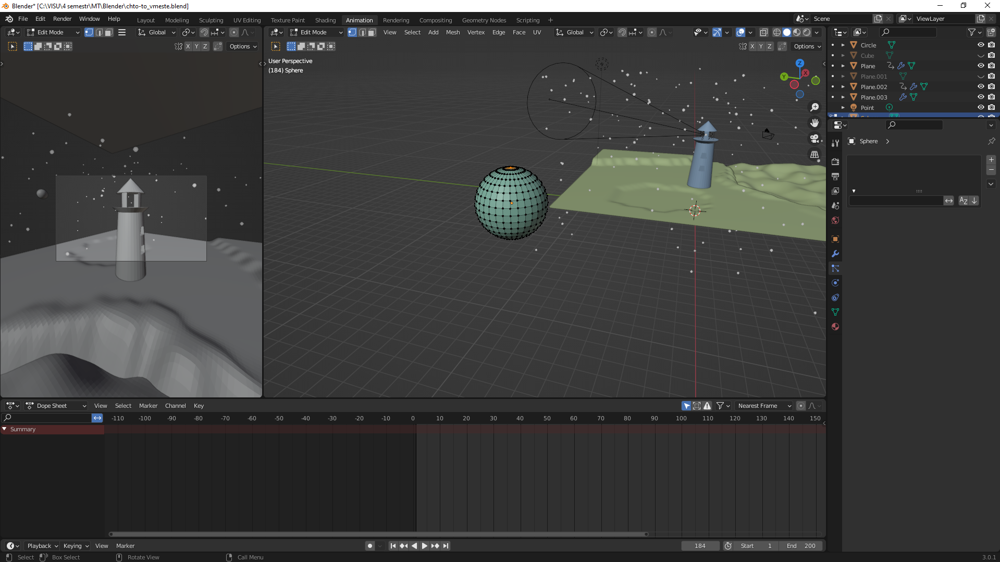 Blender* [C:\VISU\4 semestr\MT\Blender\chto-to_vmeste.blend]
File Edit Render Window Help Layout Modeling Sculpting UV Editing Texture Paint Shading Animation Rendering Compositing Geometry Nodes Scripting + Scene ViewLayer
Edit Mode Global Edit Mode View Select Add Mesh Vertex Edge Face UV Global
X Y Z Options X Y Z Options
User Perspective
(184) Sphere
Z
X
Y
Circle
Cube
Plane
Plane.001
Plane.002
Plane.003
Point
Sphere
Dope Sheet View Select Marker Channel Key Nearest Frame
-110 -100 -90 -80 -70 -60 -50 -40 -30 -20 -10 0 10 20 30 40 50 60 70 80 90 100 110 120 130 140 150
Summary
Playback Keying View Marker 184 Start 1 End 200
Select Box Select Rotate View Call Menu 3.0.1